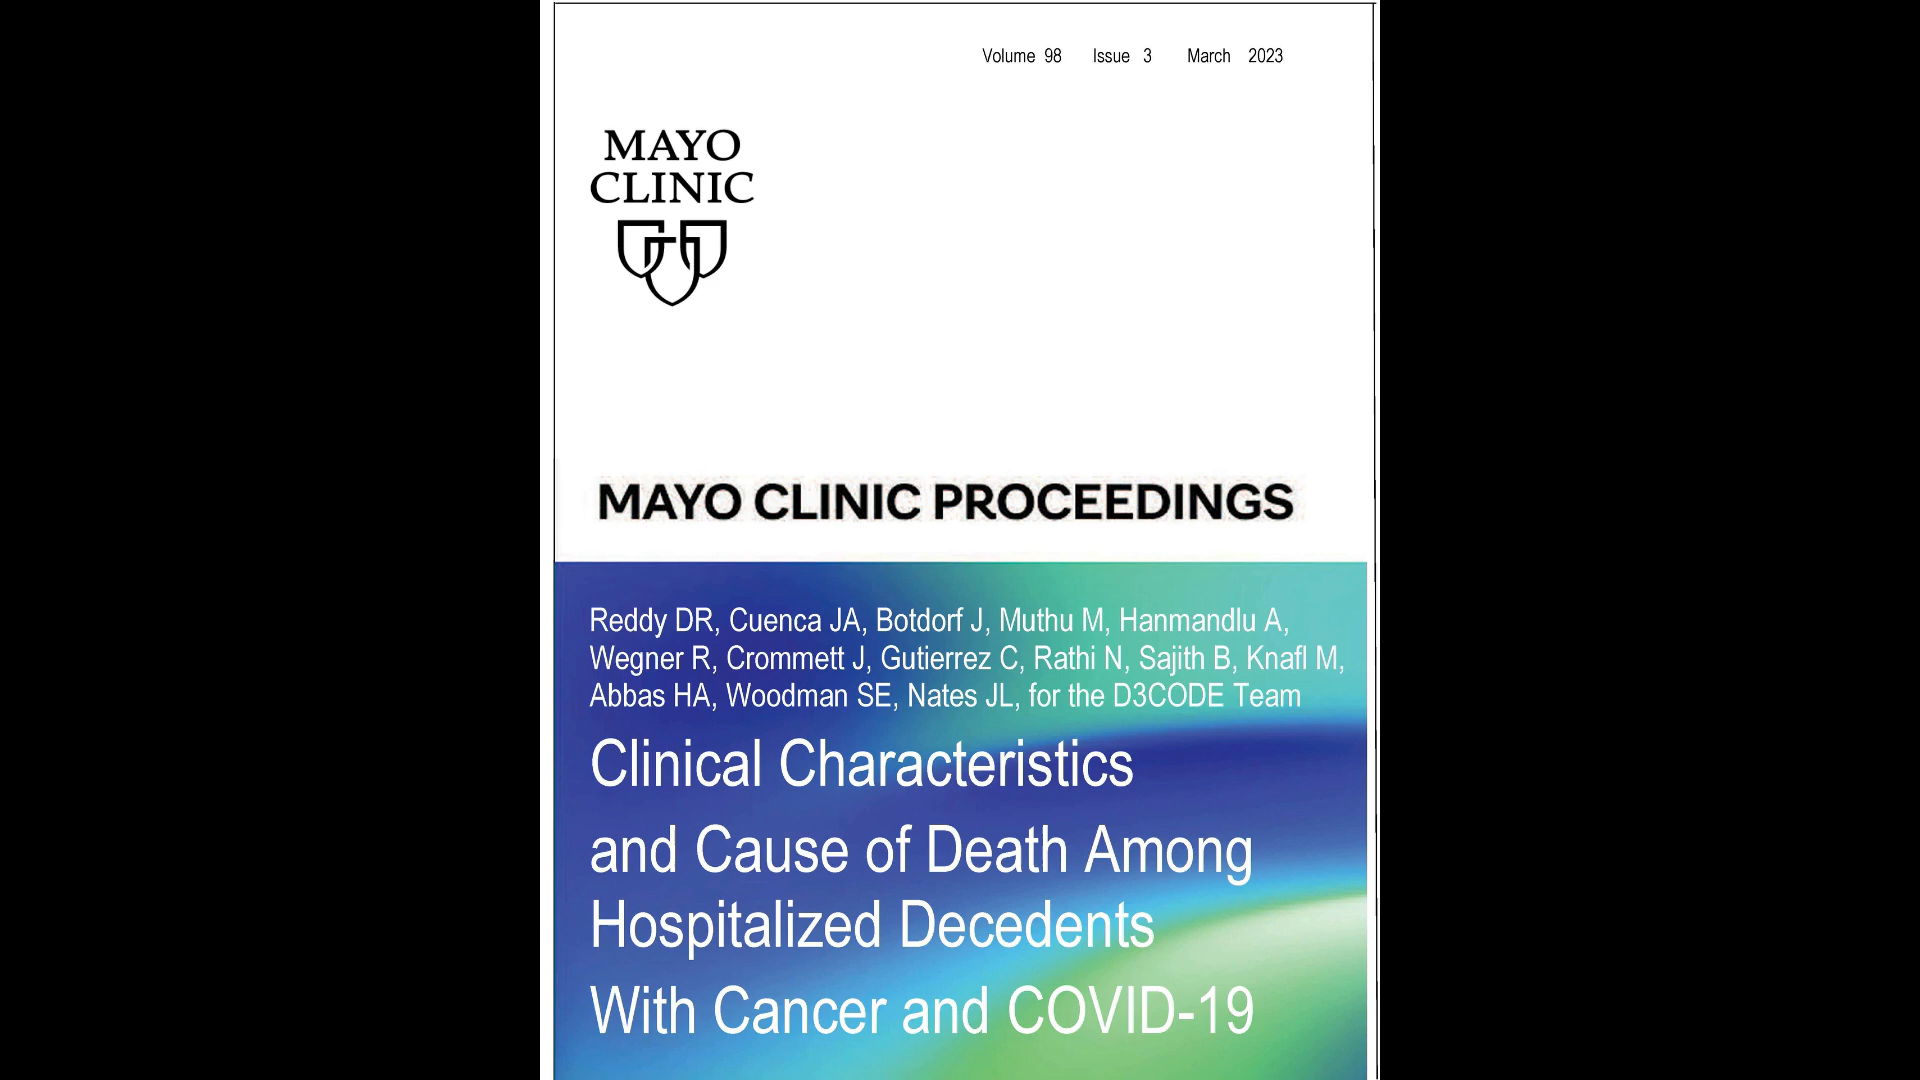 Volume 98 Issue 3 March 2023
MAYO
CLINIC
MAYO CLINIC PROCEEDINGS
Reddy DR, Cuenca JA, Botdorf J, Muthu M, Hanmandlu A,
Wegner R, Crommett J, Gutierrez C, Rathi N, Sajith B, Knafl M,
Abbas HA, Woodman SE, Nates JL, for the D3CODE Team
Clinical Characteristics
and Cause of Death Among
Hospitalized Decedents
With Cancer and COVID-19